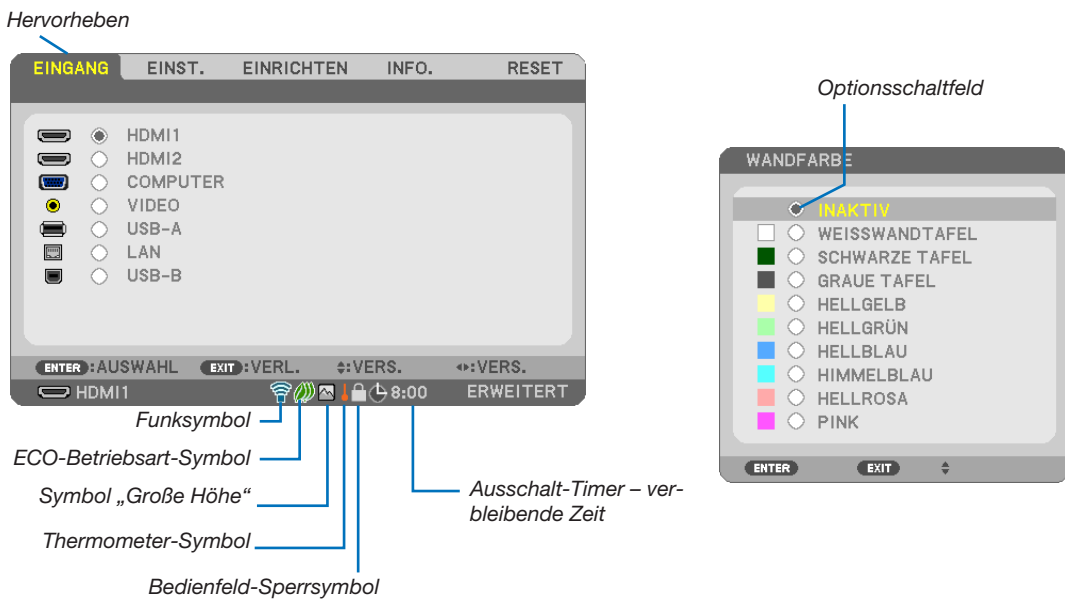 Hervorheben
EINGANG EINST. EINRICHTEN INFO. RESET
HDMI1
HDMI2
COMPUTER
VIDEO
USB-A
LAN
USB-B
ENTER :AUSWAHL EXIT :VERL. :VERS. :VERS.
HDMI1 8:00 ERWEITERT
Funksymbol
ECO-Betriebsart-Symbol
Symbol „Große Höhe“
Thermometer-Symbol
Bedienfeld-Sperrsymbol
Ausschalt-Timer – ver-
bleibende Zeit
Optionsschaltfeld
WANDFARBE
INAKTIV
WEISSWANDTAFEL
SCHWARZE TAFEL
GRAUE TAFEL
HELLGELB
HELLGRÜN
HELLBLAU
HIMMELBLAU
HELLROSA
PINK
ENTER EXIT